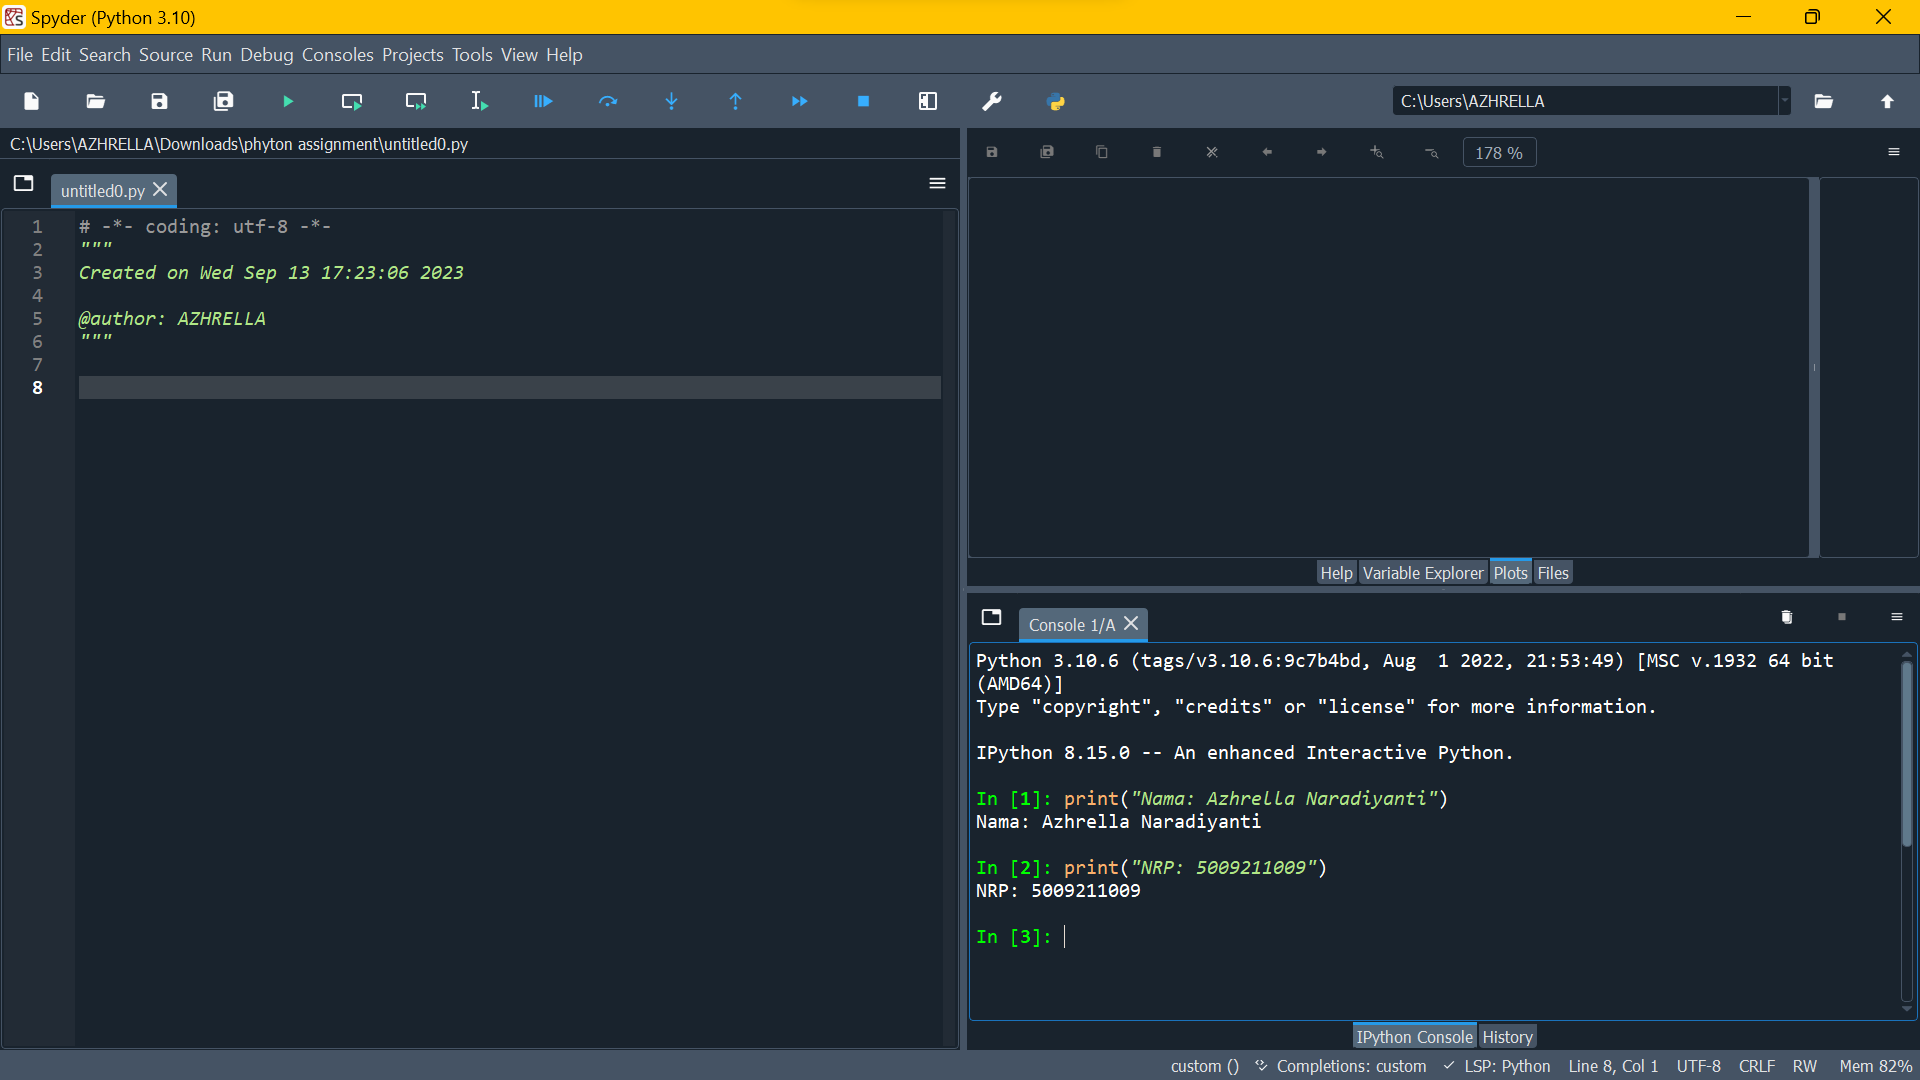 Spyder (Python 3.10)
File Edit Search Source Run Debug Consoles Projects Tools View Help
C:\Users\AZHRELLA
C:\Users\AZHRELLA\Downloads\phyton assignment\untitled0.py
untitled0.py
1 # -*- coding: utf-8 -*-
2 """
3 Created on Wed Sep 13 17:23:06 2023
4
5 @author: AZHRELLA
6 """
7
8
178 %
Help Variable Explorer Plots Files
Console 1/A
Python 3.10.6 (tags/v3.10.6:9c7b4bd, Aug  1 2022, 21:53:49) [MSC v.1932 64 bit
(AMD64)]
Type "copyright", "credits" or "license" for more information.
IPython 8.15.0 -- An enhanced Interactive Python.
In [1]: print("Nama: Azhrella Naradiyanti")
Nama: Azhrella Naradiyanti
In [2]: print("NRP: 5009211009")
NRP: 5009211009
In [3]:
IPython Console History
custom () Completions: custom LSP: Python Line 8, Col 1 UTF-8 CRLF RW Mem 82%